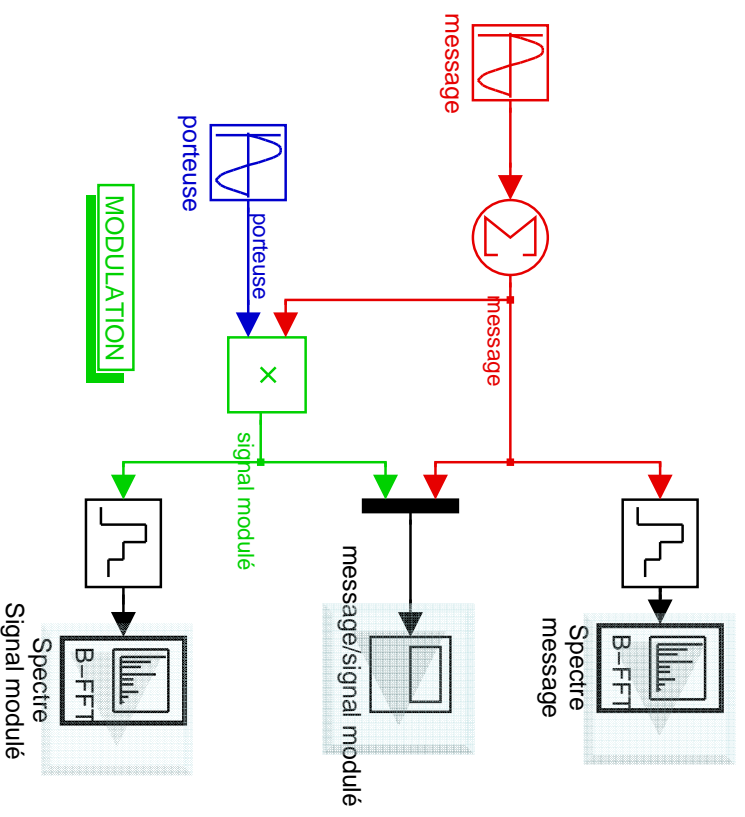 message
message
Spectre
message
B-FFT
porteuse
porteuse
×
message/signal modulé
signal modulé
MODULATION
B-FFT
Spectre
Signal modulé